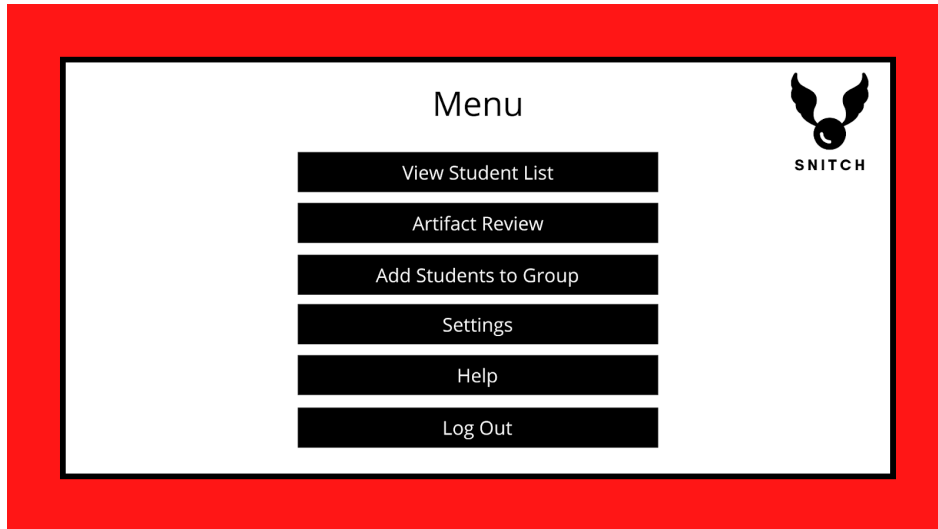 Menu
SNITCH
View Student List
Artifact Review
Add Students to Group
Settings
Help
Log Out